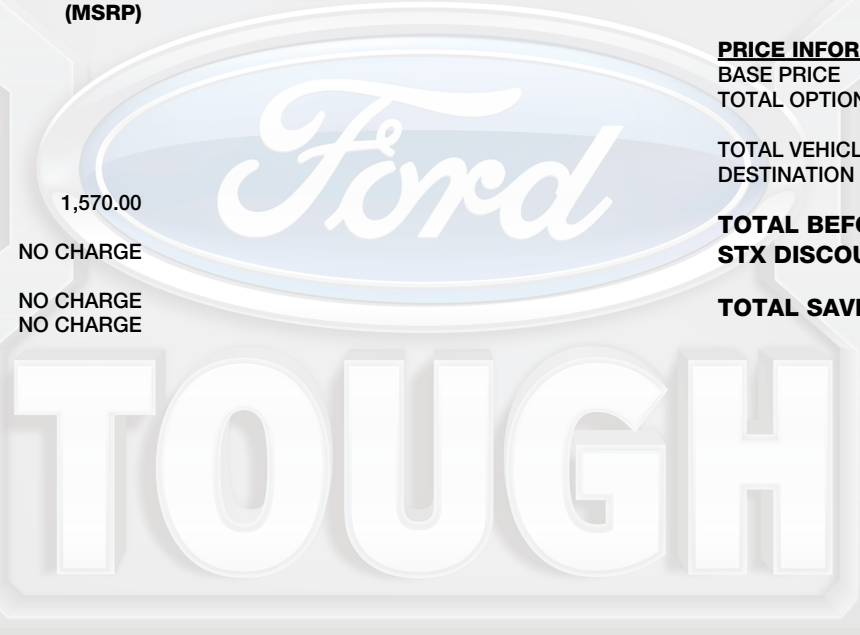 (MSRP)
1,570.00
NO CHARGE
NO CHARGE
NO CHARGE
PRICE INFOR
BASE PRICE
TOTAL OPTION
TOTAL VEHICL
DESTINATION
TOTAL BEFO
STX DISCOU
TOTAL SAVI
Ford
TOUGH